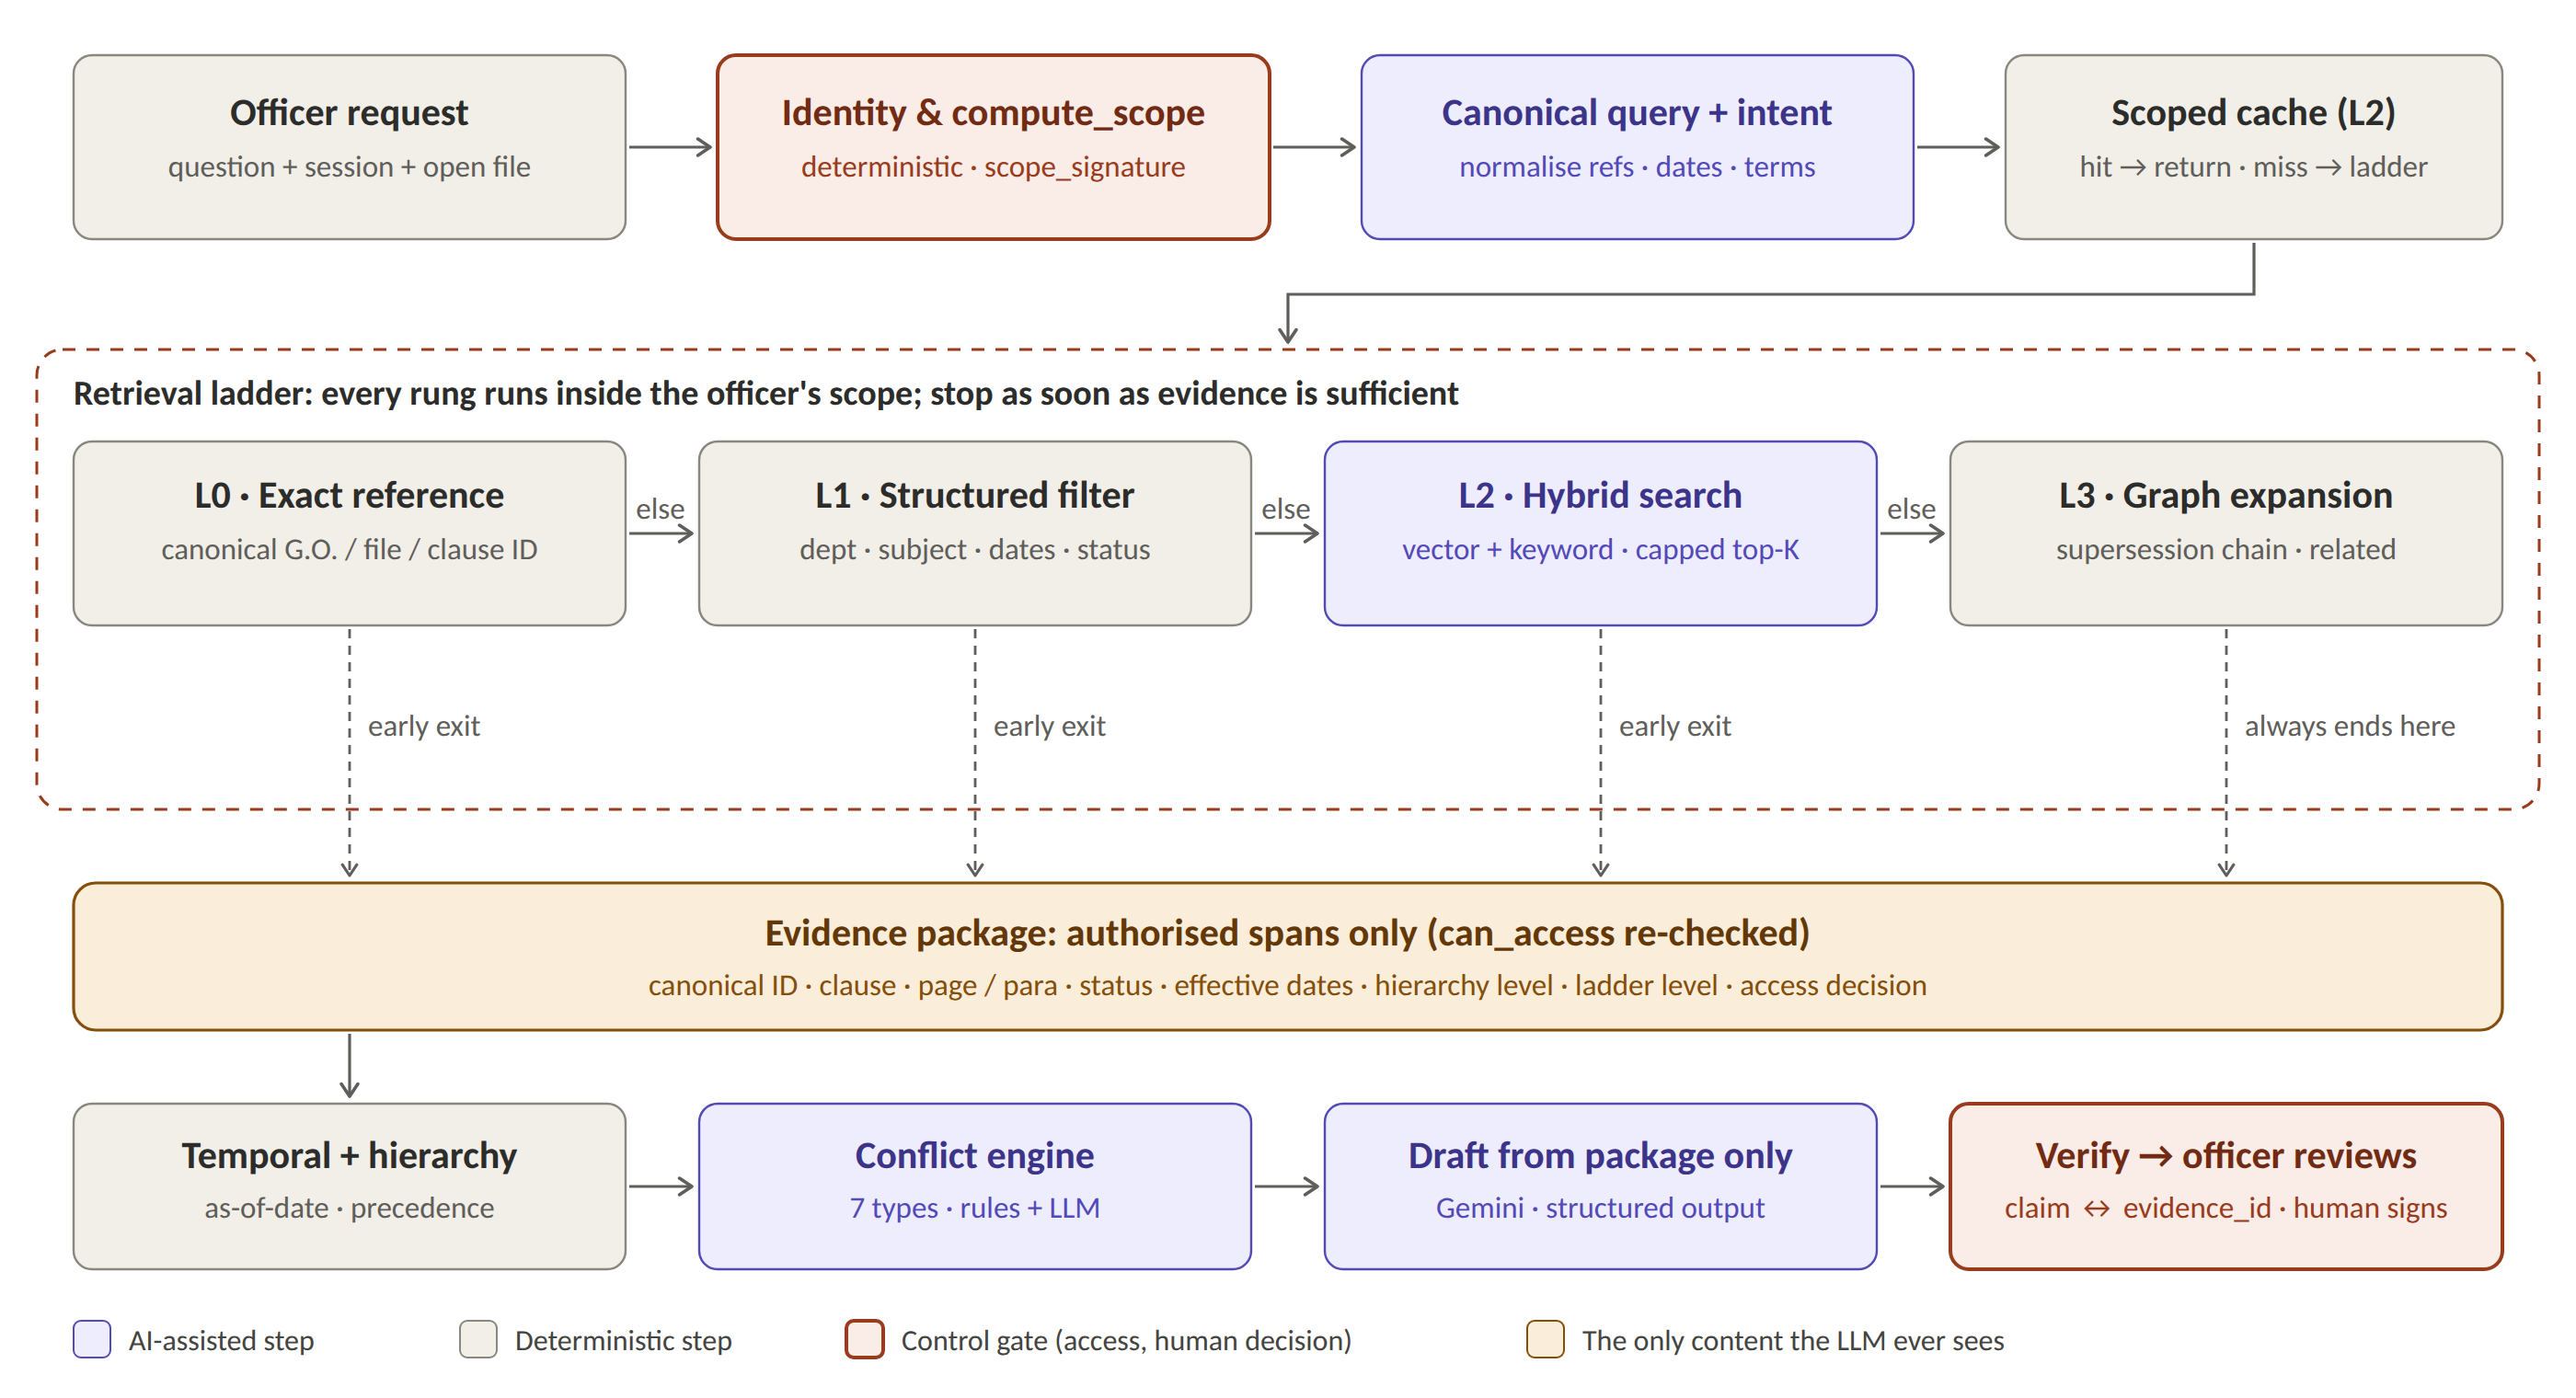 Officer request
question + session + open file
Identity & compute_scope
deterministic · scope_signature
Canonical query + intent
normalise refs · dates · terms
Scoped cache (L2)
hit → return · miss → ladder
Retrieval ladder: every rung runs inside the officer's scope; stop as soon as evidence is sufficient
L0 · Exact reference
canonical G.O. / file / clause ID
else
L1 · Structured filter
dept · subject · dates · status
else
L2 · Hybrid search
vector + keyword · capped top-K
else
L3 · Graph expansion
supersession chain · related
early exit
early exit
early exit
always ends here
Evidence package: authorised spans only (can_access re-checked)
canonical ID · clause · page / para · status · effective dates · hierarchy level · ladder level · access decision
Temporal + hierarchy
as-of-date · precedence
Conflict engine
7 types · rules + LLM
Draft from package only
Gemini · structured output
Verify → officer reviews
claim ↔ evidence_id · human signs
AI-assisted step
Deterministic step
Control gate (access, human decision)
The only content the LLM ever sees